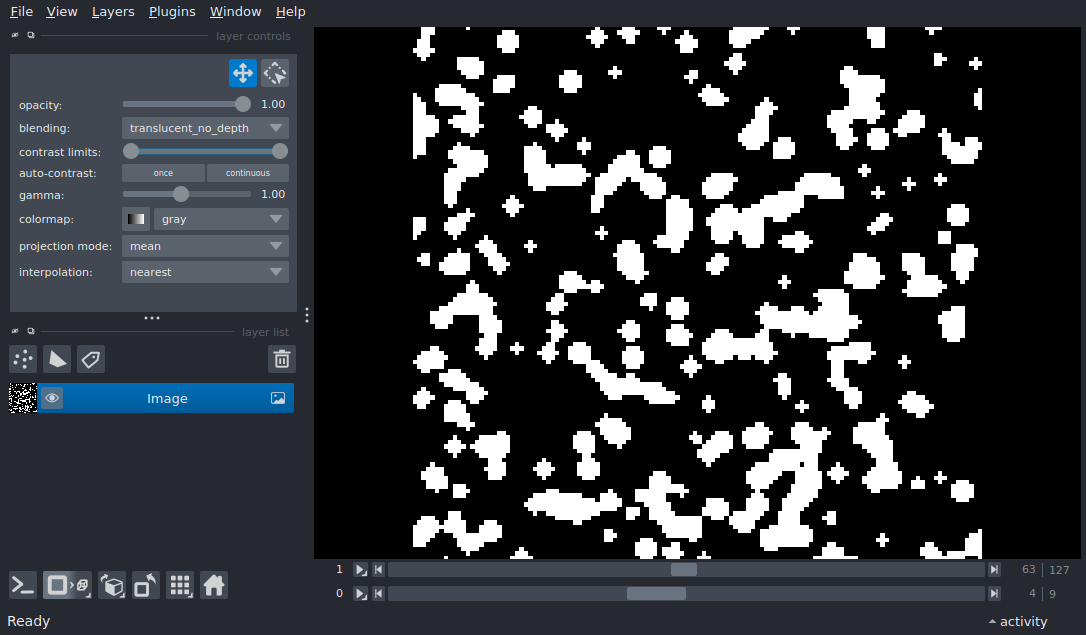 File View Layers Plugins Window Help
layer controls
opacity: 1.00
blending: translucent_no_depth
contrast limits:
auto-contrast: once continuous
gamma: 1.00
colormap: gray
projection mode: mean
interpolation: nearest
layer list
Image
1 63 127
0 4 9
Ready activity